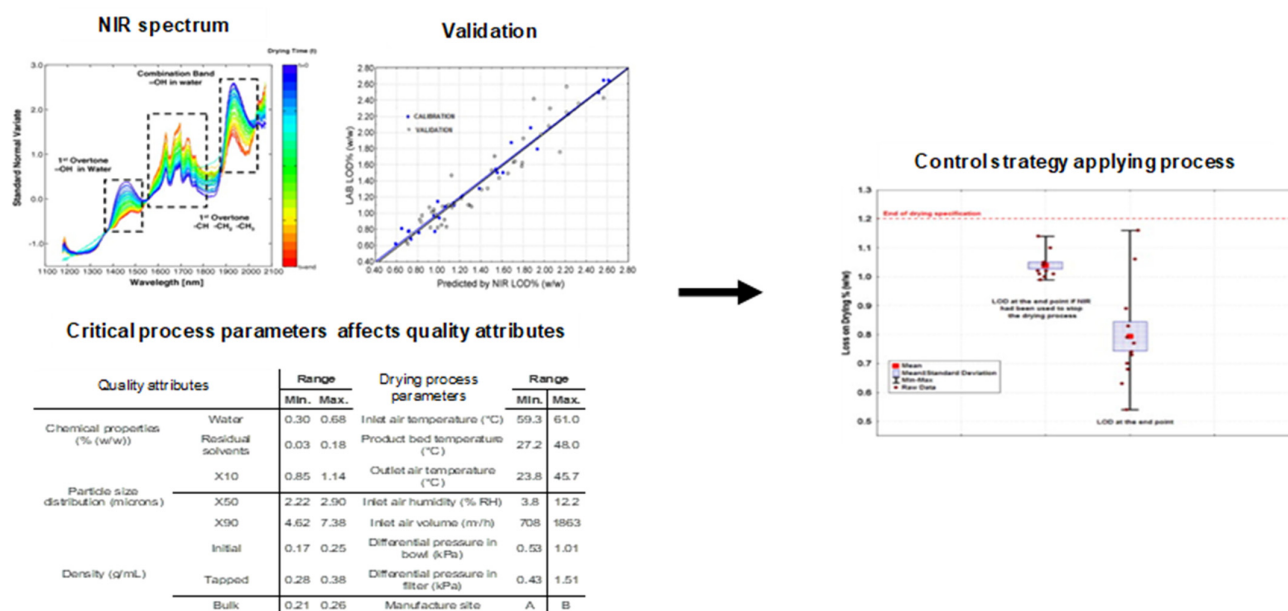 NIR spectrum
Validation
Drying Time (t)
t=0
t=end
Combination Band
–OH in water
1st Overtone
–OH in Water
1st Overtone
–CH –CH2 –CH3
Standard Normal Variate
3.0
2.0
1.0
0.0
-1.0
1100 1200 1300 1400 1500 1600 1700 1800 1900 2000 2100
Wavelegth [nm]
CALIBRATION
VALIDATION
LAB LOD% (w/w)
2.80
2.60
2.40
2.20
2.00
1.80
1.60
1.40
1.20
1.00
0.80
0.60
0.40
0.40 0.60 0.80 1.00 1.20 1.40 1.60 1.80 2.00 2.20 2.40 2.60 2.80
Predicted by NIR LOD% (w/w)
Critical process parameters affects quality attributes
Quality attributes Range Drying process parameters Range
Min. Max. Min. Max.
Chemical properties
(% (w/w))
Water 0.30 0.68 Inlet air temperature (°C) 59.3 61.0
Residual
solvents 0.03 0.18 Product bed temperature
(°C) 27.2 48.0
X10 0.85 1.14 Outlet air temperature
(°C) 23.8 45.7
Particle size
distribution (microns)
X50 2.22 2.90 Inlet air humidity (% RH) 3.8 12.2
X90 4.62 7.38 Inlet air volume (m³/h) 708 1863
Initial 0.17 0.25 Differential pressure in
bowl (kPa) 0.53 1.01
Density (g/mL)
Tapped 0.28 0.38 Differential pressure in
filter (kPa) 0.43 1.51
Bulk 0.21 0.26 Manufacture site A B
Control strategy applying process
1.3
1.2
1.1
1.0
0.9
0.8
0.7
0.6
0.5
Loss on Drying % (w/w)
End of drying specification
LOD at the end point if NIR
had been used to stop
the drying process
Mean
Mean±Standard Deviation
Min-Max
Raw Data
LOD at the end point